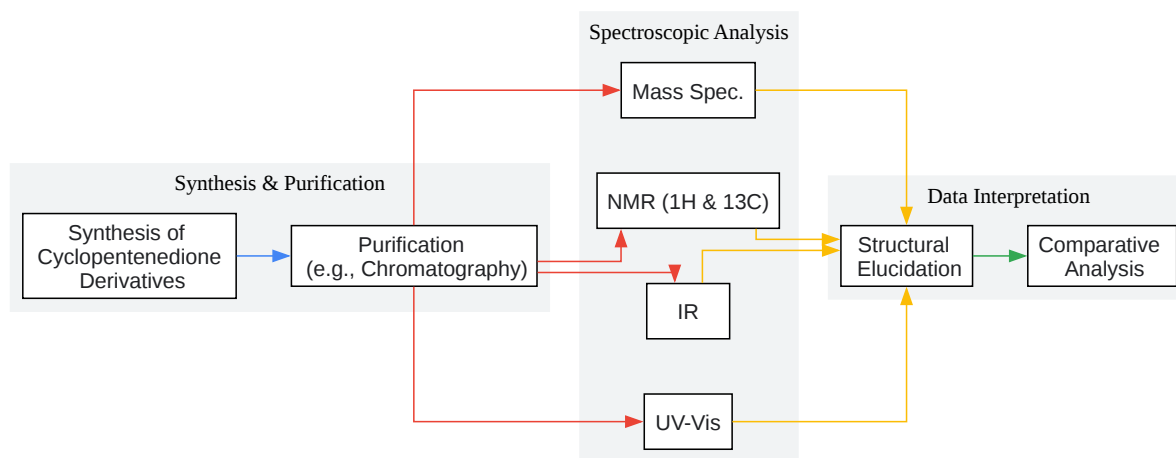 Spectroscopic Analysis
Mass Spec.
Synthesis & Purification
NMR (1H & 13C)
Data Interpretation
Synthesis of
Cyclopentenedione
Derivatives
Purification
(e.g., Chromatography)
Structural
Elucidation
Comparative
Analysis
IR
UV-Vis